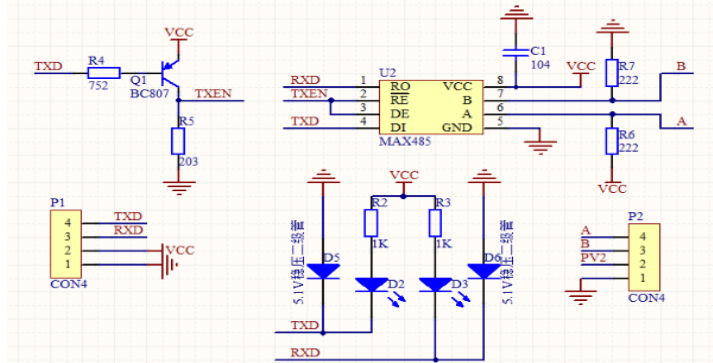 VCC
TXD
R4
752
Q1
BC807
TXEN
R5
203
C1
104
VCC
R7
222
B
U2
RXD
TXEN
TXD
1
2
3
4
RO
RE
DE
DI
VCC
B
A
GND
8
7
6
5
MAX485
A
R6
222
VCC
P1
4
3
2
1
TXD
RXD
VCC
CON4
VCC
R2
1K
R3
1K
D5
5.1V稳压二级管
D2
D3
D6
5.1V稳压二级管
TXD
RXD
P2
A
B
PV2
4
3
2
1
CON4